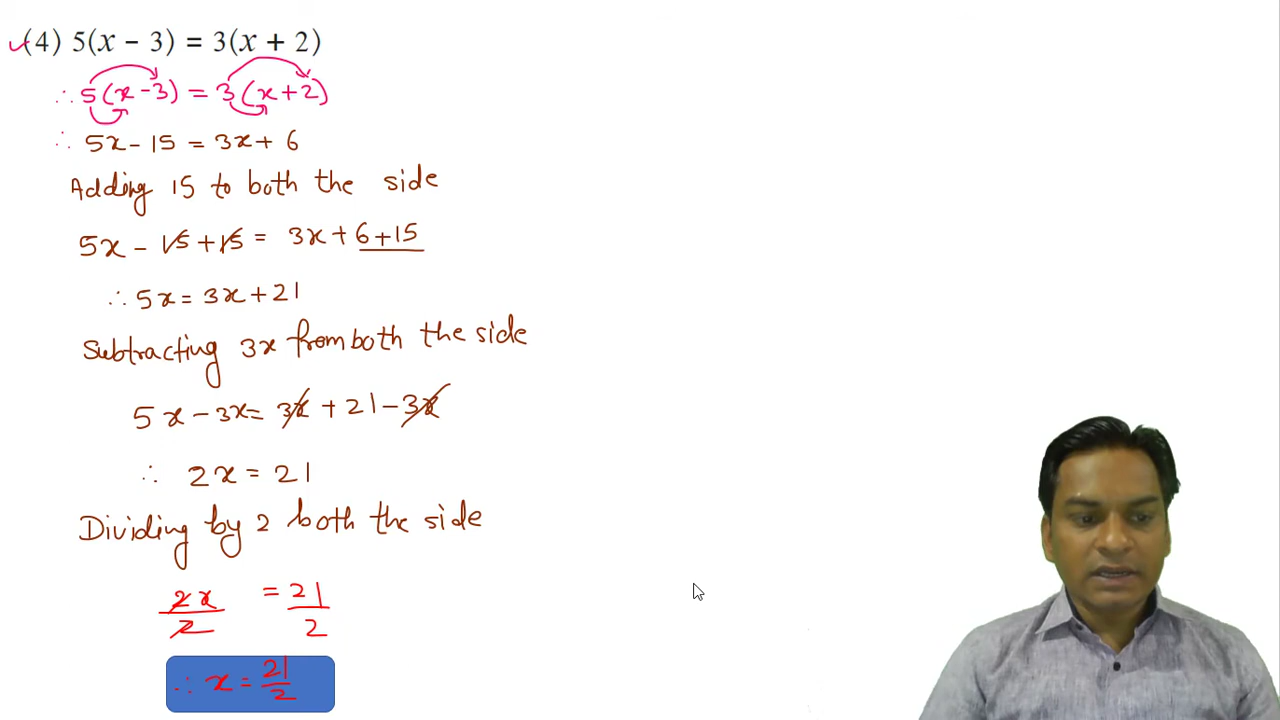 (4) 5(x − 3) = 3(x + 2)
∴ 5(x-3) = 3(x+2)
∴ 5x-15 = 3x+6
Adding 15 to both the side
5x - 15 + 15 = 3x + 6+15
∴ 5x = 3x+21
Subtracting 3x from both the side
5x - 3x = 3x + 21 - 3x
∴ 2x = 21
Dividing by 2 both the side
2x/2 = 21/2
∴ x = 21/2